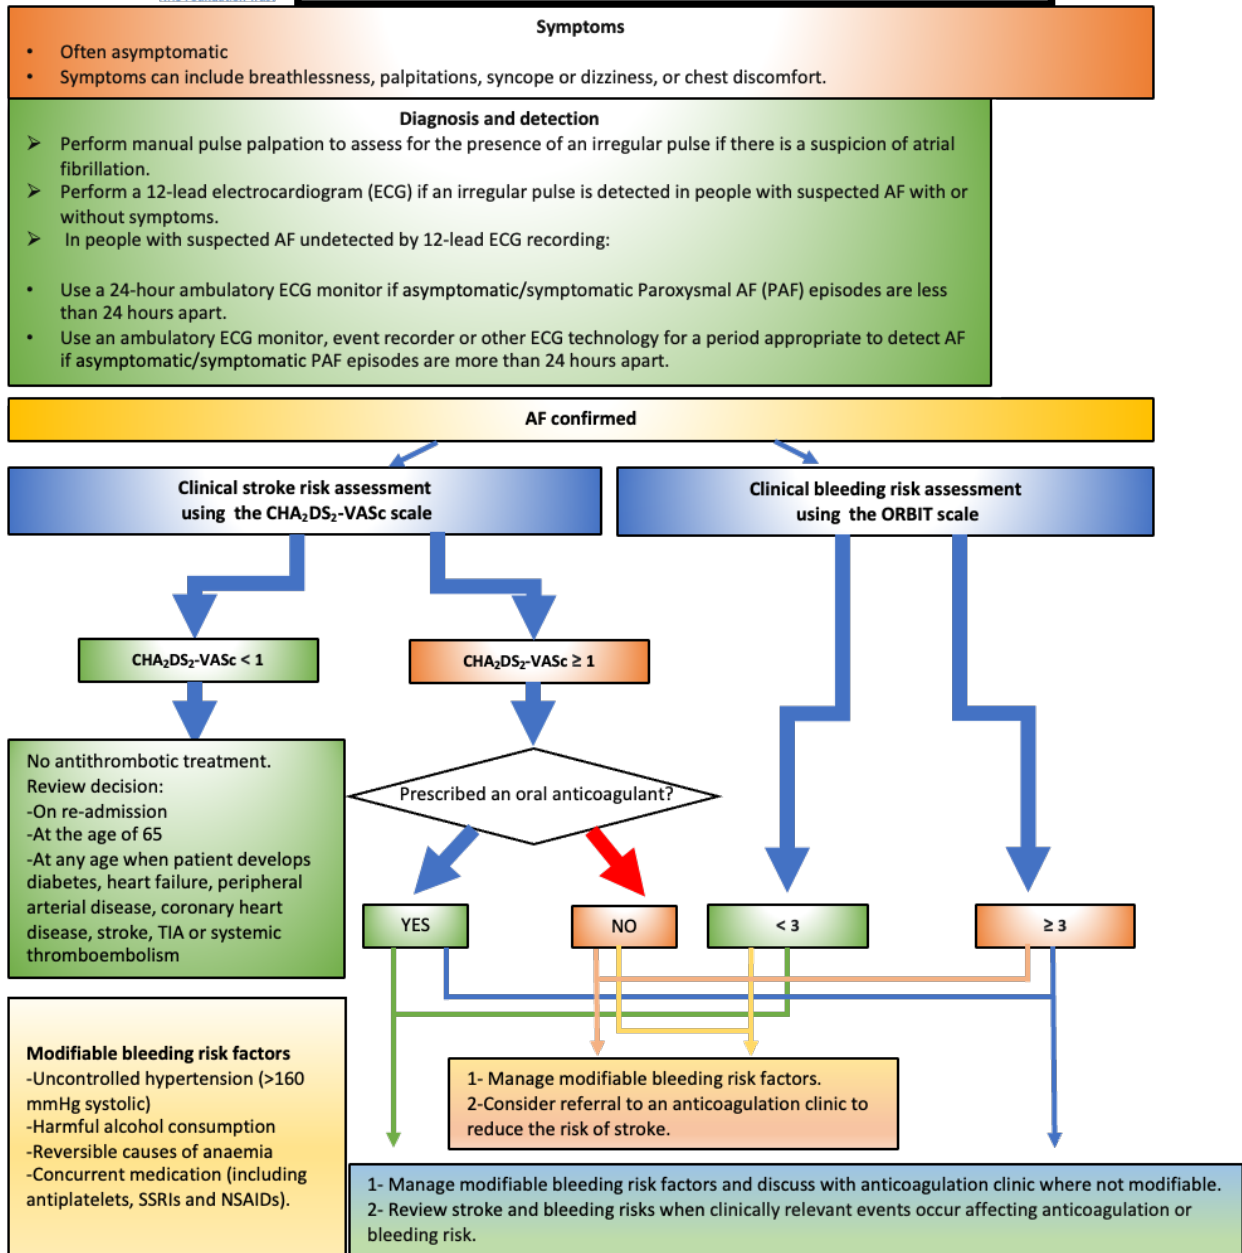 Symptoms
• Often asymptomatic
• Symptoms can include breathlessness, palpitations, syncope or dizziness, or chest discomfort.
Diagnosis and detection
➢ Perform manual pulse palpation to assess for the presence of an irregular pulse if there is a suspicion of atrial
fibrillation.
➢ Perform a 12-lead electrocardiogram (ECG) if an irregular pulse is detected in people with suspected AF with or
without symptoms.
➢ In people with suspected AF undetected by 12-lead ECG recording:
• Use a 24-hour ambulatory ECG monitor if asymptomatic/symptomatic Paroxysmal AF (PAF) episodes are less
than 24 hours apart.
• Use an ambulatory ECG monitor, event recorder or other ECG technology for a period appropriate to detect AF
if asymptomatic/symptomatic PAF episodes are more than 24 hours apart.
AF confirmed
Clinical stroke risk assessment
using the CHA₂DS₂-VASc scale
Clinical bleeding risk assessment
using the ORBIT scale
CHA₂DS₂-VASc < 1
CHA₂DS₂-VASc ≥ 1
No antithrombotic treatment.
Review decision:
-On re-admission
-At the age of 65
-At any age when patient develops
diabetes, heart failure, peripheral
arterial disease, coronary heart
disease, stroke, TIA or systemic
thromboembolism
Prescribed an oral anticoagulant?
YES
NO
< 3
≥ 3
Modifiable bleeding risk factors
-Uncontrolled hypertension (>160
mmHg systolic)
-Harmful alcohol consumption
-Reversible causes of anaemia
-Concurrent medication (including
antiplatelets, SSRIs and NSAIDs).
1- Manage modifiable bleeding risk factors.
2-Consider referral to an anticoagulation clinic to
reduce the risk of stroke.
1- Manage modifiable bleeding risk factors and discuss with anticoagulation clinic where not modifiable.
2- Review stroke and bleeding risks when clinically relevant events occur affecting anticoagulation or
bleeding risk.